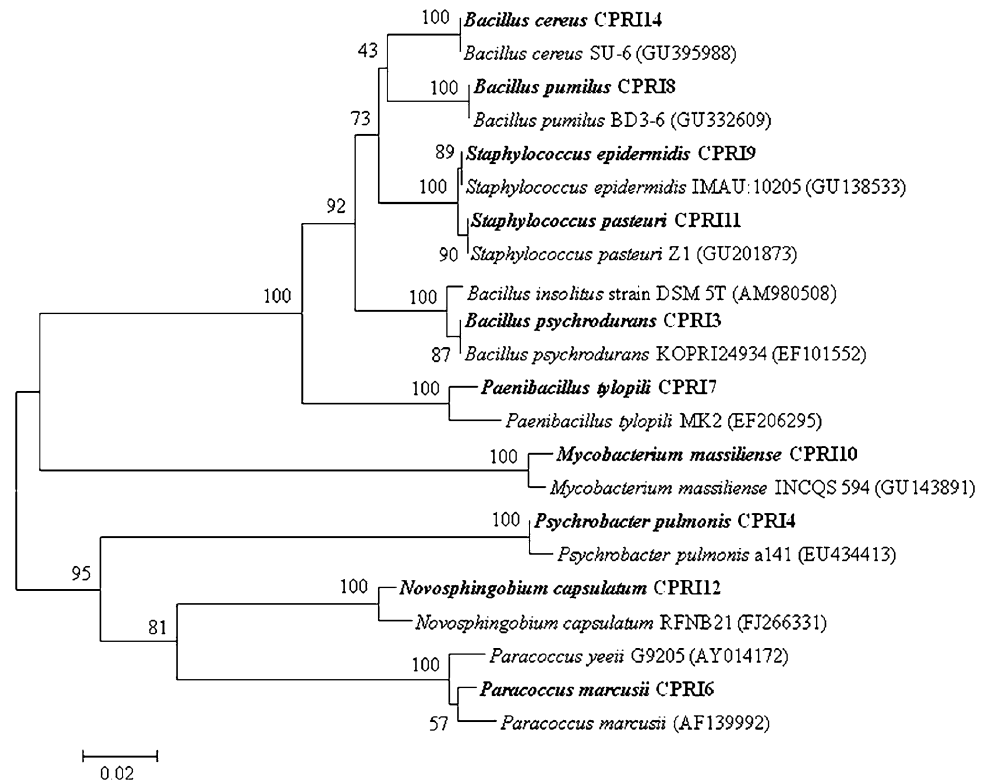 100 Bacillus cereus CPRI14
43
Bacillus cereus SU-6 (GU395988)
100 Bacillus pumilus CPRI8
73
Bacillus pumilus BD3-6 (GU332609)
89 Staphylococcus epidermidis CPRI9
100 Staphylococcus epidermidis IMAU:10205 (GU138533)
92
Staphylococcus pasteuri CPRI11
90 Staphylococcus pasteuri Z1 (GU201873)
100 Bacillus insolitus strain DSM 5T (AM980508)
100
Bacillus psychrodurans CPRI3
87 Bacillus psychrodurans KOPRI24934 (EF101552)
100 Paenibacillus tylopili CPRI7
Paenibacillus tylopili MK2 (EF206295)
100 Mycobacterium massiliense CPRI10
Mycobacterium massiliense INCQS 594 (GU143891)
100 Psychrobacter pulmonis CPRI4
Psychrobacter pulmonis a141 (EU434413)
95
100 Novosphingobium capsulatum CPRI12
Novosphingobium capsulatum RFNB21 (FJ266331)
81
100 Paracoccus yeeii G9205 (AY014172)
Paracoccus marcusii CPRI6
57 Paracoccus marcusii (AF139992)
0.02